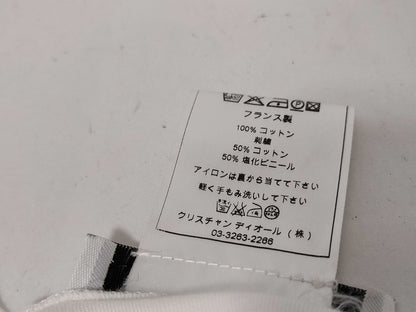 フランス製
100% コットン
刺繍
50% コットン
50% 塩化ビニール
アイロンは裏から当てて下さい
軽く手もみ洗いして下さい
クリスチャン ディオール (株)
03-3263-2266